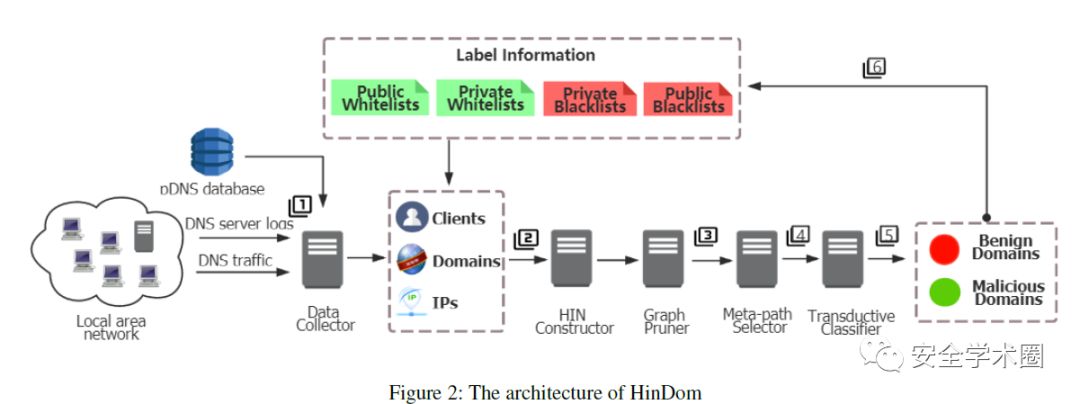 Label Information
Public
Whitelists
Private
Whitelists
Private
Blacklists
Public
Blacklists
6
pDNS database
1
DNS server logs
DNS traffic
Local area
network
Data
Collector
Clients
Domains
IP
IPs
2
HIN
Constructor
Graph
Pruner
3
Meta-path
Selector
4
Transductive
Classifier
5
Benign
Domains
Malicious
Domains
安全学术圈
Figure 2: The architecture of HinDom